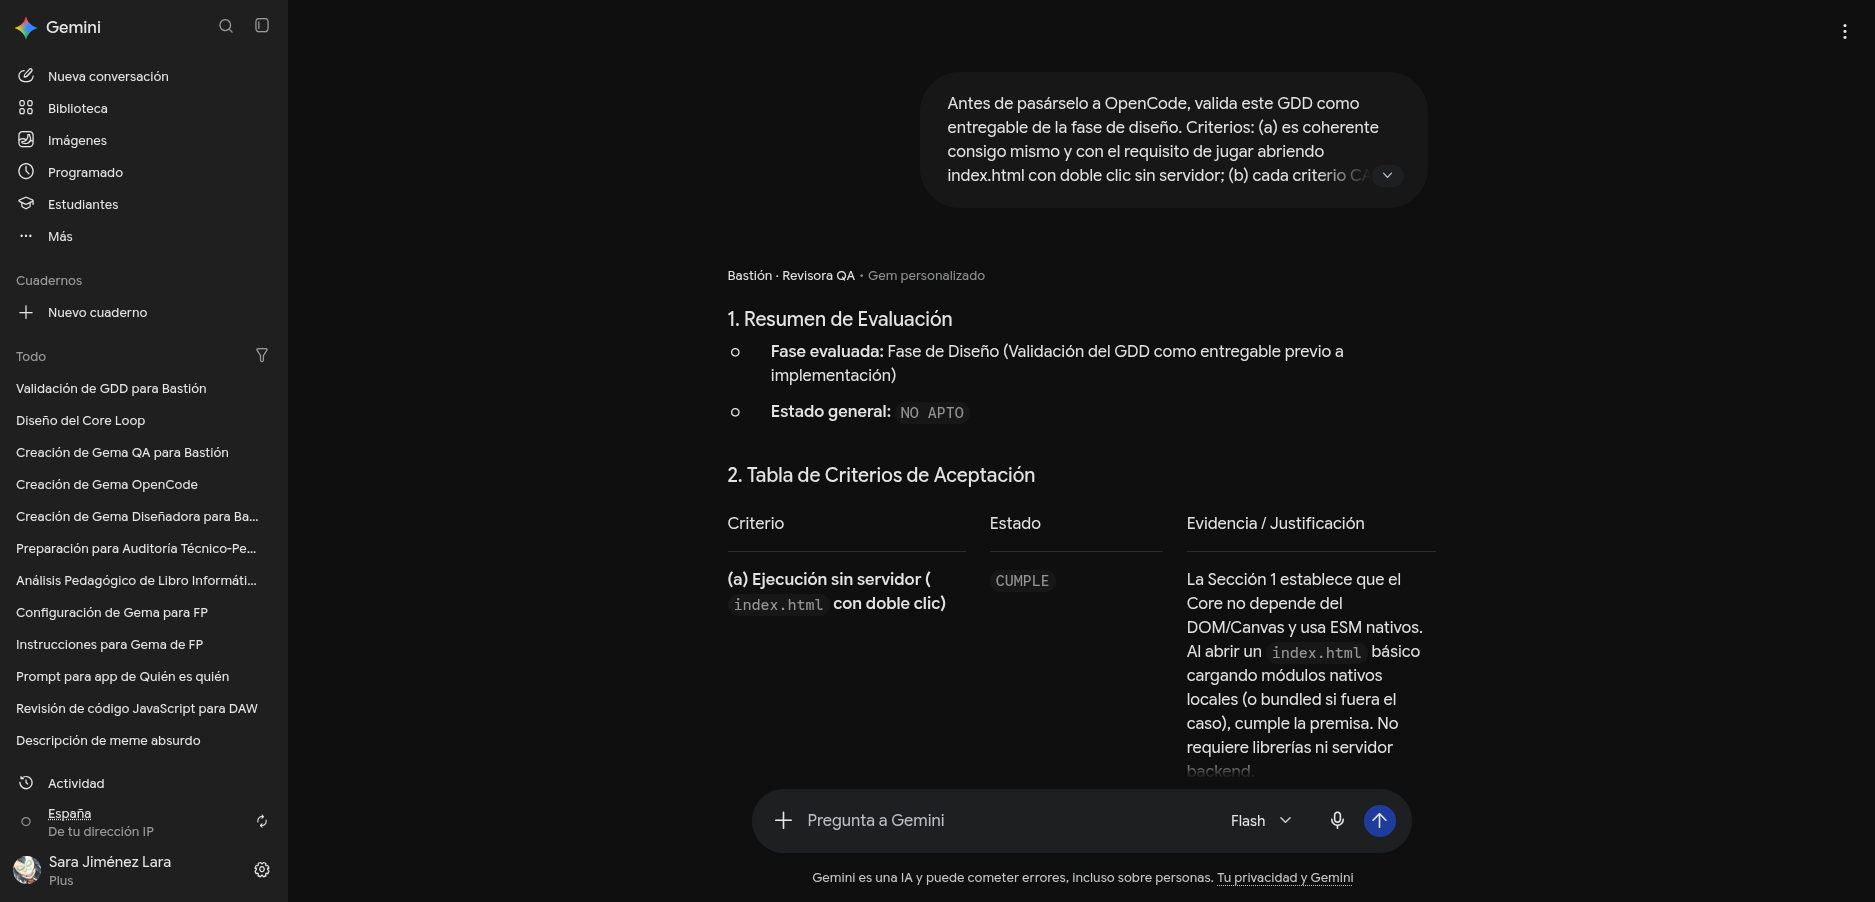 Gemini
Nueva conversación
Biblioteca
Imágenes
Programado
Estudiantes
Más
Cuadernos
Nuevo cuaderno
Todo
Validación de GDD para Bastión
Diseño del Core Loop
Creación de Gema QA para Bastión
Creación de Gema OpenCode
Creación de Gema Diseñadora para Ba...
Preparación para Auditoría Técnico-Pe...
Análisis Pedagógico de Libro Informáti...
Configuración de Gema para FP
Instrucciones para Gema de FP
Prompt para app de Quién es quién
Revisión de código JavaScript para DAW
Descripción de meme absurdo
Actividad
España
De tu dirección IP
Sara Jiménez Lara
Plus
Antes de pasárselo a OpenCode, valida este GDD como
entregable de la fase de diseño. Criterios: (a) es coherente
consigo mismo y con el requisito de jugar abriendo
index.html con doble clic sin servidor; (b) cada criterio CA
Bastión · Revisora QA • Gem personalizado
1. Resumen de Evaluación
Fase evaluada: Fase de Diseño (Validación del GDD como entregable previo a
implementación)
Estado general: NO APTO
2. Tabla de Criterios de Aceptación
Criterio Estado Evidencia / Justificación
(a) Ejecución sin servidor (
index.html con doble clic)
CUMPLE
La Sección 1 establece que el
Core no depende del
DOM/Canvas y usa ESM nativos.
Al abrir un index.html básico
cargando módulos nativos
locales (o bundled si fuera el
caso), cumple la premisa. No
requiere librerías ni servidor
backend.
Pregunta a Gemini
Flash
Gemini es una IA y puede cometer errores, incluso sobre personas. Tu privacidad y Gemini